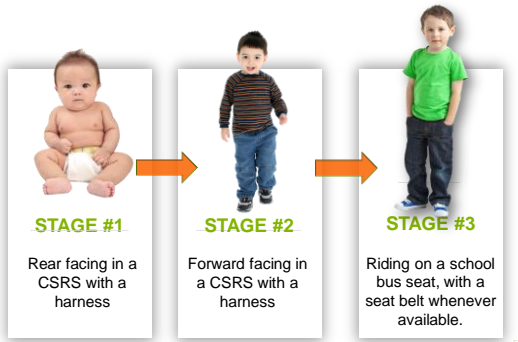 STAGE #1
Rear facing in a
CSRS with a
harness
STAGE #2
Forward facing in
a CSRS with a
harness
STAGE #3
Riding on a school
bus seat, with a
seat belt whenever
available.